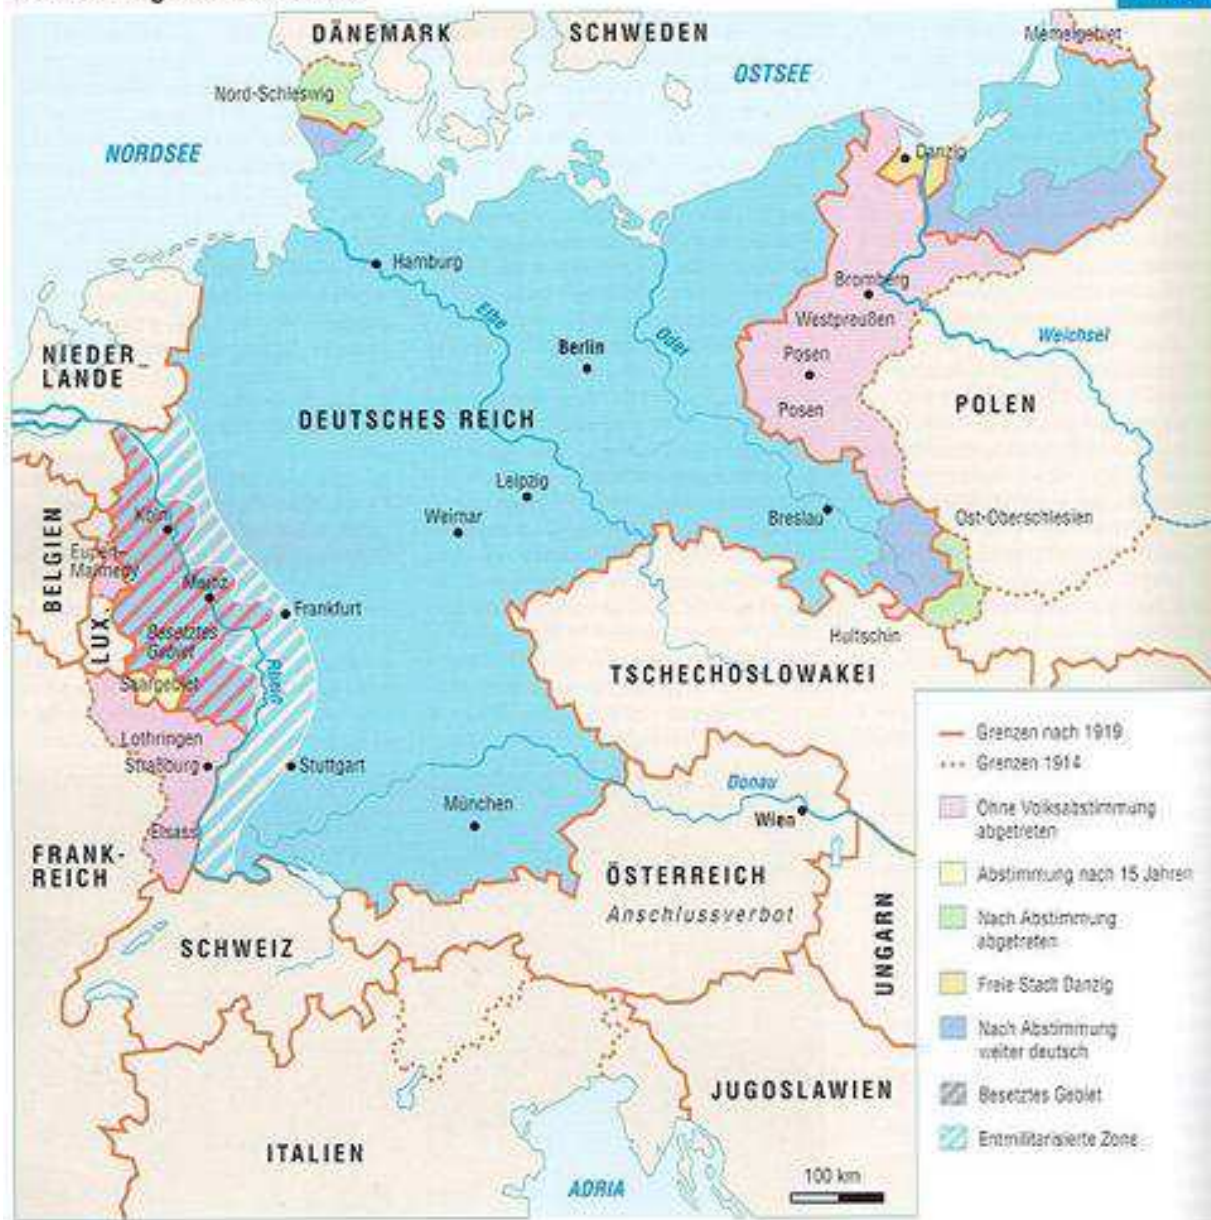 DÄNEMARK
SCHWEDEN
Memelgebiet
OSTSEE
Nord-Schleswig
NORDSEE
Danzig
Hamburg
Elbe
Bromberg
Westpreußen
Weichsel
Oder
Berlin
NIEDER_
LANDE
Posen
Posen
POLEN
DEUTSCHES REICH
Leipzig
Weimar
Breslau
Ost-Oberschlesien
BELGIEN
Köln
Eupen-
Malmedy
Mainz
Frankfurt
LUX.
Besetztes
Gebiet
Rhein
Hultschin
Saargebiet
TSCHECHOSLOWAKEI
Lothringen
Straßburg
Stuttgart
Donau
München
Wien
Elsass
FRANK-
REICH
ÖSTERREICH
Anschlussverbot
SCHWEIZ
UNGARN
JUGOSLAWIEN
ITALIEN
ADRIA
100 km
Grenzen nach 1919
Grenzen 1914
Ohne Volksabstimmung
abgetreten
Abstimmung nach 15 Jahren
Nach Abstimmung
abgetreten
Freie Stadt Danzig
Nach Abstimmung
weiter deutsch
Besetztes Gebiet
Entmilitarisierte Zone